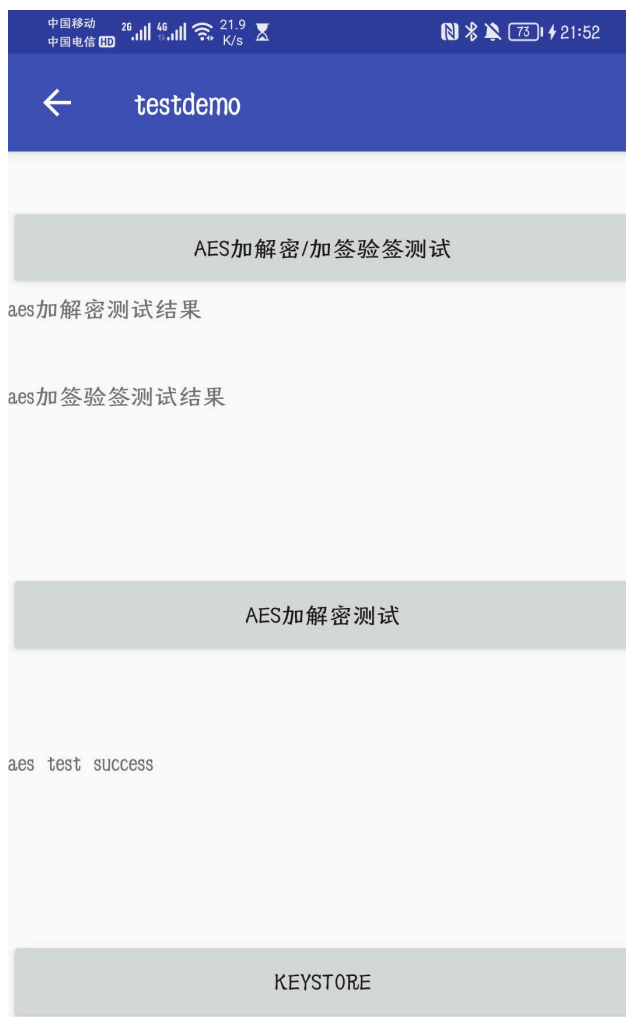 中国移动 2G 4G 21.9 73 21:52
中国电信 HD K/s
testdemo
AES加解密/加签验签测试
aes加解密测试结果
aes加签验签测试结果
AES加解密测试
aes test success
KEYSTORE